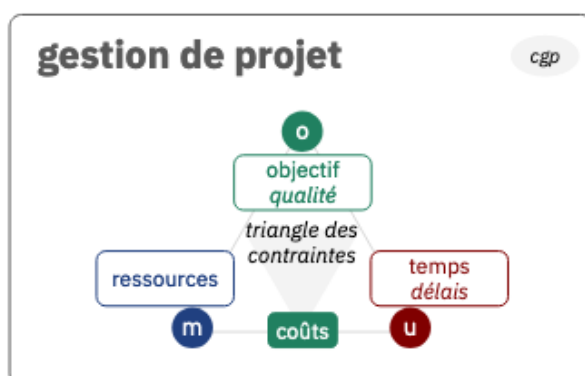 gestion de projet
cgp
o
objectif
qualité
triangle des
contraintes
ressources
temps
délais
m
coûts
u